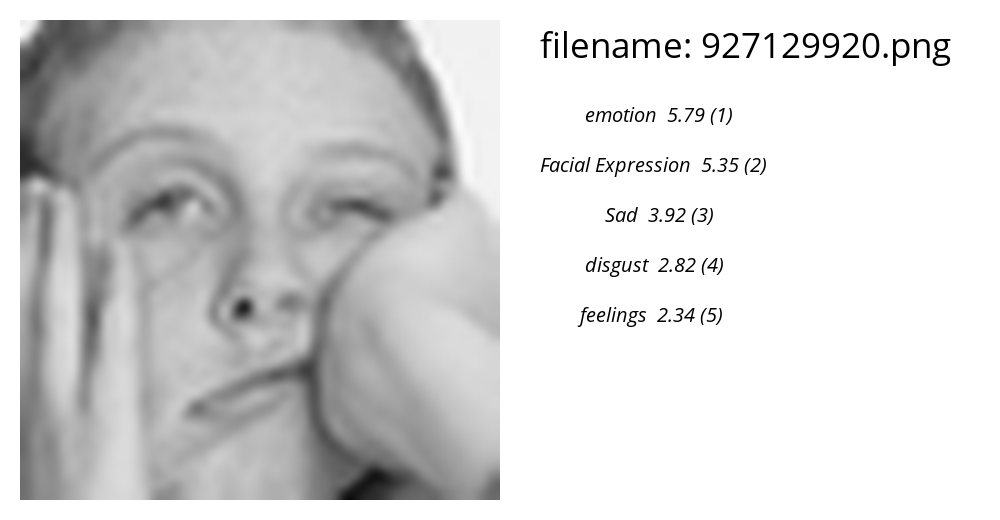 filename: 927129920.png
emotion 5.79 (1)
Facial Expression 5.35 (2)
Sad 3.92 (3)
disgust 2.82 (4)
feelings 2.34 (5)